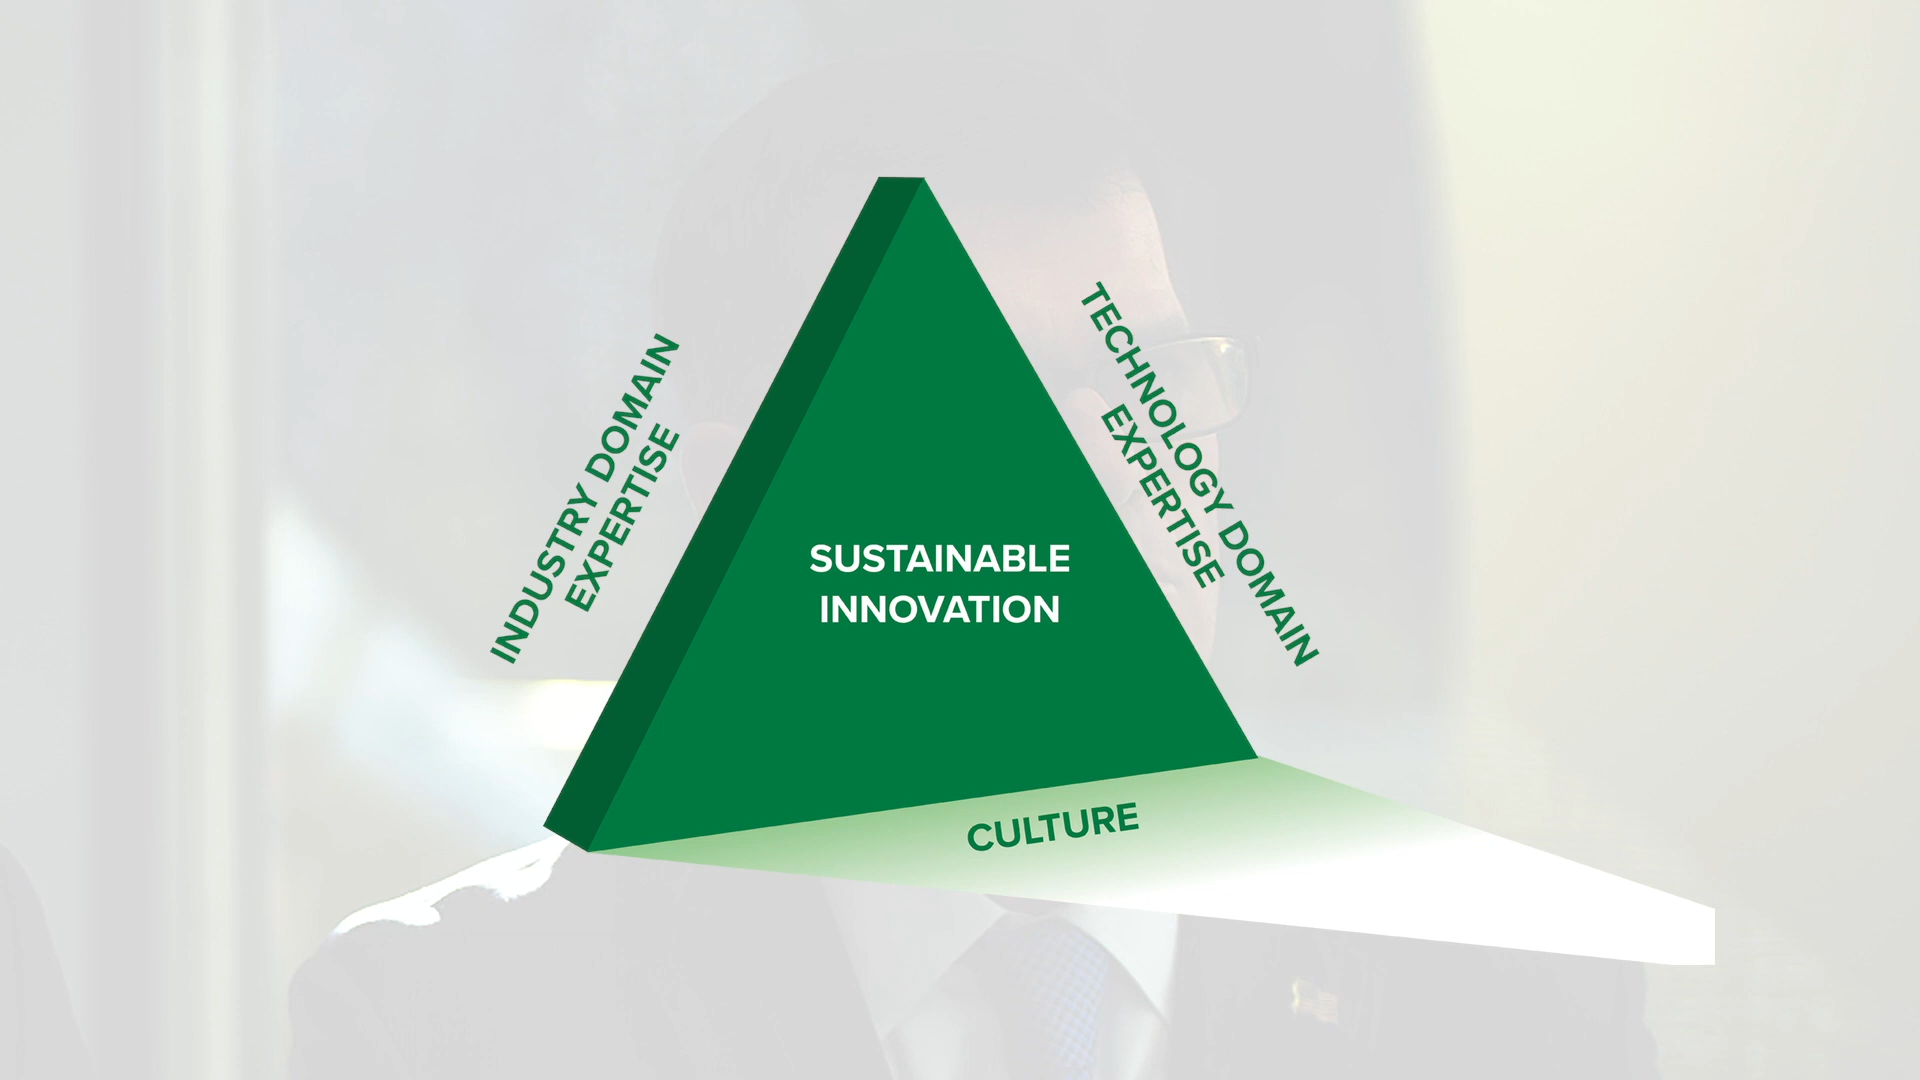 INDUSTRY DOMAIN
EXPERTISE
TECHNOLOGY DOMAIN
EXPERTISE
SUSTAINABLE
INNOVATION
CULTURE